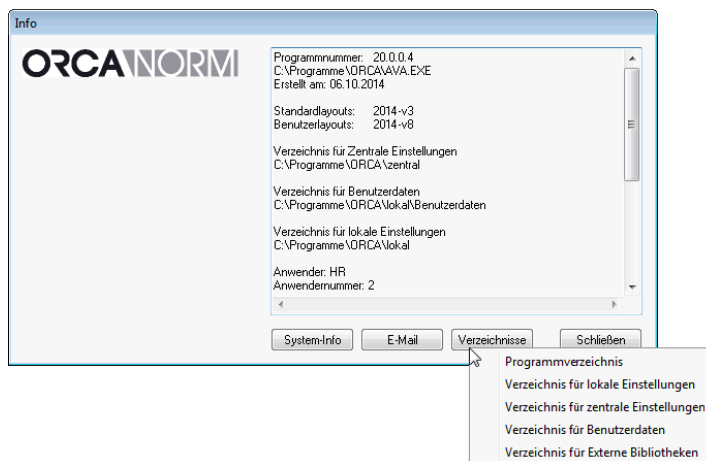 Info
ORCANORM
Programmnummer: 20.0.0.4
C:\Programme\ORCA\AVA.EXE
Erstellt am: 06.10.2014
Standardlayouts: 2014-v3
Benutzerlayouts: 2014-v8
Verzeichnis für Zentrale Einstellungen
C:\Programme\ORCA\zentral
Verzeichnis für Benutzerdaten
C:\Programme\ORCA\lokal\Benutzerdaten
Verzeichnis für lokale Einstellungen
C:\Programme\ORCA\lokal
Anwender: HR
Anwendernummer: 2
System-Info E-Mail Verzeichnisse Schließen
Programmverzeichnis
Verzeichnis für lokale Einstellungen
Verzeichnis für zentrale Einstellungen
Verzeichnis für Benutzerdaten
Verzeichnis für Externe Bibliotheken